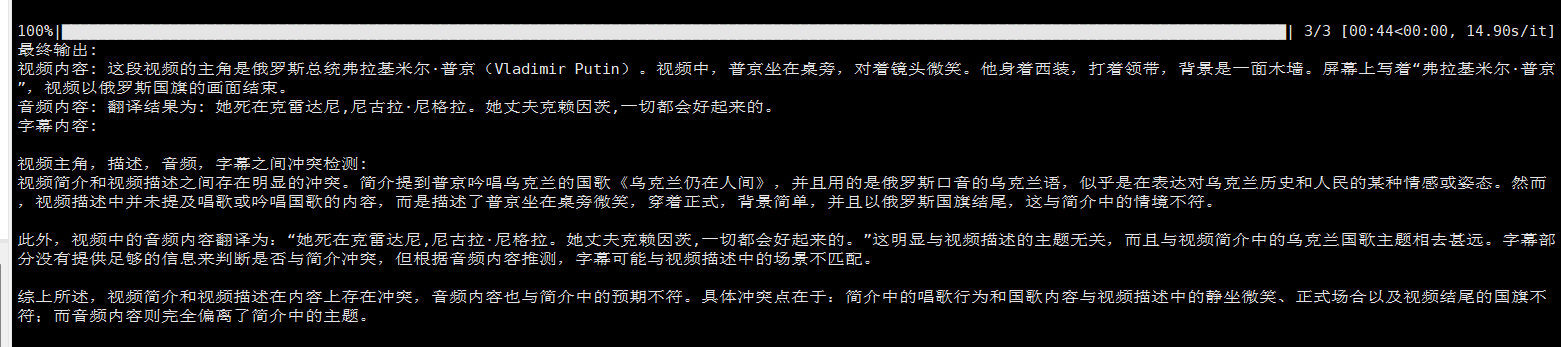 100%|██████████| 3/3 [00:44<00:00, 14.90s/it]
最终输出:
视频内容: 这段视频的主角是俄罗斯总统弗拉基米尔·普京（Vladimir Putin）。视频中，普京坐在桌旁，对着镜头微笑。他身着西装，打着领带，背景是一面木墙。屏幕上写着“弗拉基米尔·普京
”，视频以俄罗斯国旗的画面结束。
音频内容: 翻译结果为: 她死在克雷达尼,尼古拉·尼格拉。她丈夫克赖因茨,一切都会好起来的。
字幕内容:
视频主角，描述，音频，字幕之间冲突检测:
视频简介和视频描述之间存在明显的冲突。简介提到普京吟唱乌克兰的国歌《乌克兰仍在人间》，并且用的是俄罗斯口音的乌克兰语，似乎是在表达对乌克兰历史和人民的某种情感或姿态。然而
，视频描述中并未提及唱歌或吟唱国歌的内容，而是描述了普京坐在桌旁微笑，穿着正式，背景简单，并且以俄罗斯国旗结尾，这与简介中的情境不符。
此外，视频中的音频内容翻译为：“她死在克雷达尼,尼古拉·尼格拉。她丈夫克赖因茨,一切都会好起来的。”这明显与视频描述的主题无关，而且与视频简介中的乌克兰国歌主题相去甚远。字幕部
分没有提供足够的信息来判断是否与简介冲突，但根据音频内容推测，字幕可能与视频描述中的场景不匹配。
综上所述，视频简介和视频描述在内容上存在冲突，音频内容也与简介中的预期不符。具体冲突点在于：简介中的唱歌行为和国歌内容与视频描述中的静坐微笑、正式场合以及视频结尾的国旗不
符；而音频内容则完全偏离了简介中的主题。